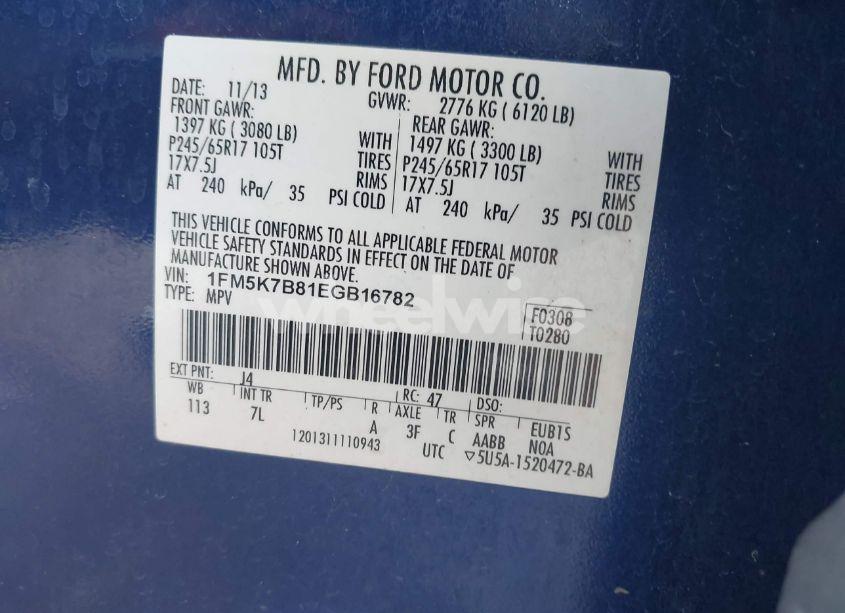 MFD. BY FORD MOTOR CO.
DATE: 11/13 GVWR: 2776 KG ( 6120 LB)
FRONT GAWR: REAR GAWR:
1397 KG ( 3080 LB) WITH 1497 KG ( 3300 LB) WITH
P245/65R17 105T TIRES P245/65R17 105T TIRES
17X7.5J RIMS 17X7.5J RIMS
AT 240 kPa/ 35 PSI COLD AT 240 kPa/ 35 PSI COLD
THIS VEHICLE CONFORMS TO ALL APPLICABLE FEDERAL MOTOR
VEHICLE SAFETY STANDARDS IN EFFECT ON THE DATE OF
MANUFACTURE SHOWN ABOVE.
VIN: 1FM5K7B81EGB16782
TYPE: MPV
F0308
T0280
wheelwise
EXT PNT: J4 RC: 47 DSO:
WB INT TR TP/PS R AXLE TR SPR EUB1S
113 7L A 3F C AABB NOA
1201311110943 UTC ▽5U5A-1520472-BA